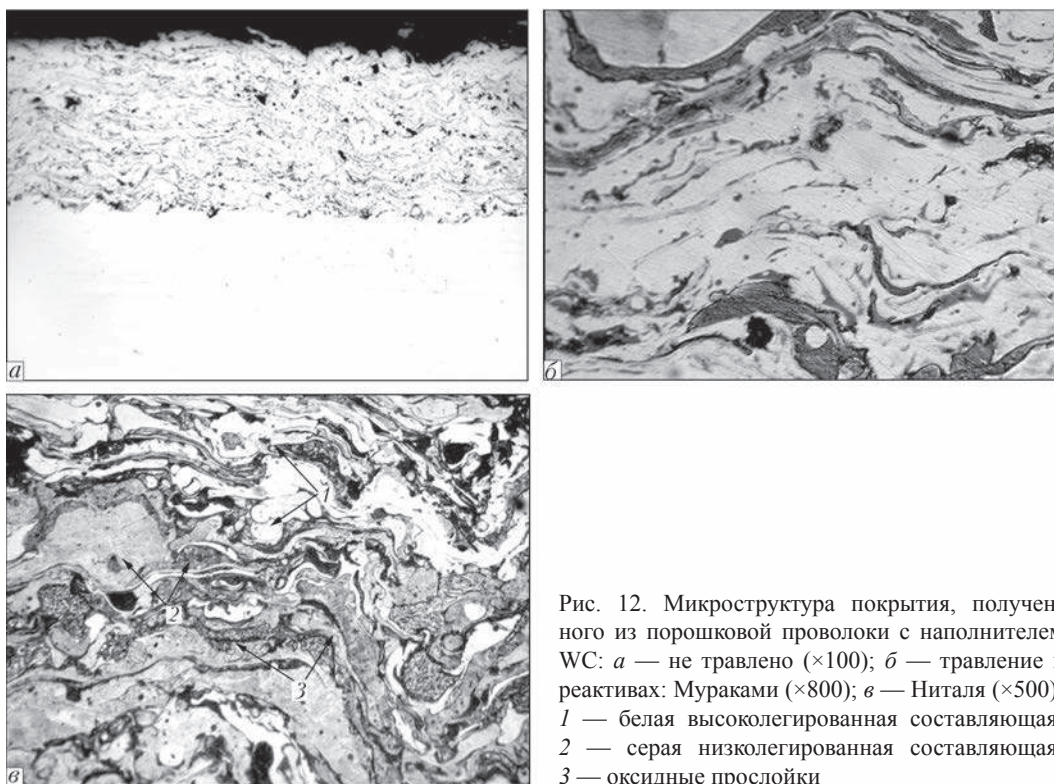 а
б
1
2
3
в
Рис. 12. Микроструктура покрытия, получен
ного из порошковой проволоки с наполнителем
WC: а — не травлено (×100); б — травление
реактивах: Мураками (×800); в — Ниталя (×500)
1 — белая высоколегированная составляющая
2 — серая низколегированная составляющая
3 — оксидные прослойки